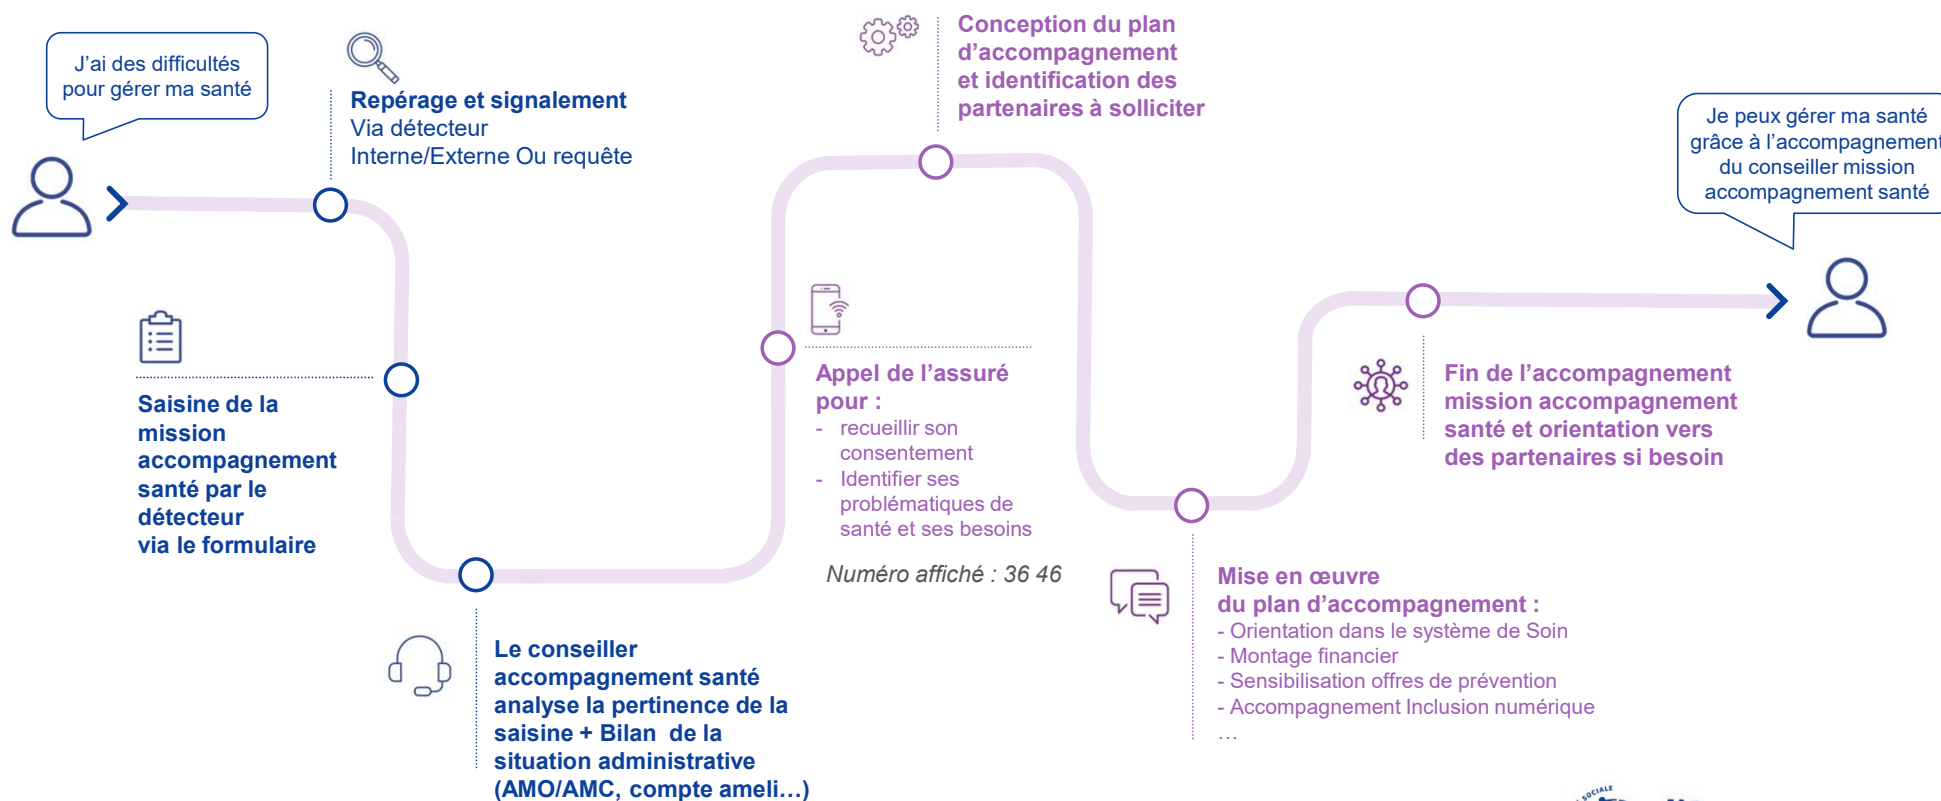 J'ai des difficultés
pour gérer ma santé
Repérage et signalement
Via détecteur
Interne/Externe Ou requête
Saisine de la
mission
accompagnement
santé par le
détecteur
via le formulaire
Le conseiller
accompagnement santé
analyse la pertinence de la
saisine + Bilan de la
situation administrative
(AMO/AMC, compte ameli…)
Appel de l'assuré
pour :
- recueillir son
consentement
- Identifier ses
problématiques de
santé et ses besoins
Numéro affiché : 36 46
Conception du plan
d'accompagnement
et identification des
partenaires à solliciter
Mise en œuvre
du plan d'accompagnement :
- Orientation dans le système de Soin
- Montage financier
- Sensibilisation offres de prévention
- Accompagnement Inclusion numérique
…
Fin de l'accompagnement
mission accompagnement
santé et orientation vers
des partenaires si besoin
Je peux gérer ma santé
grâce à l'accompagnement
du conseiller mission
accompagnement santé
SOCIALE